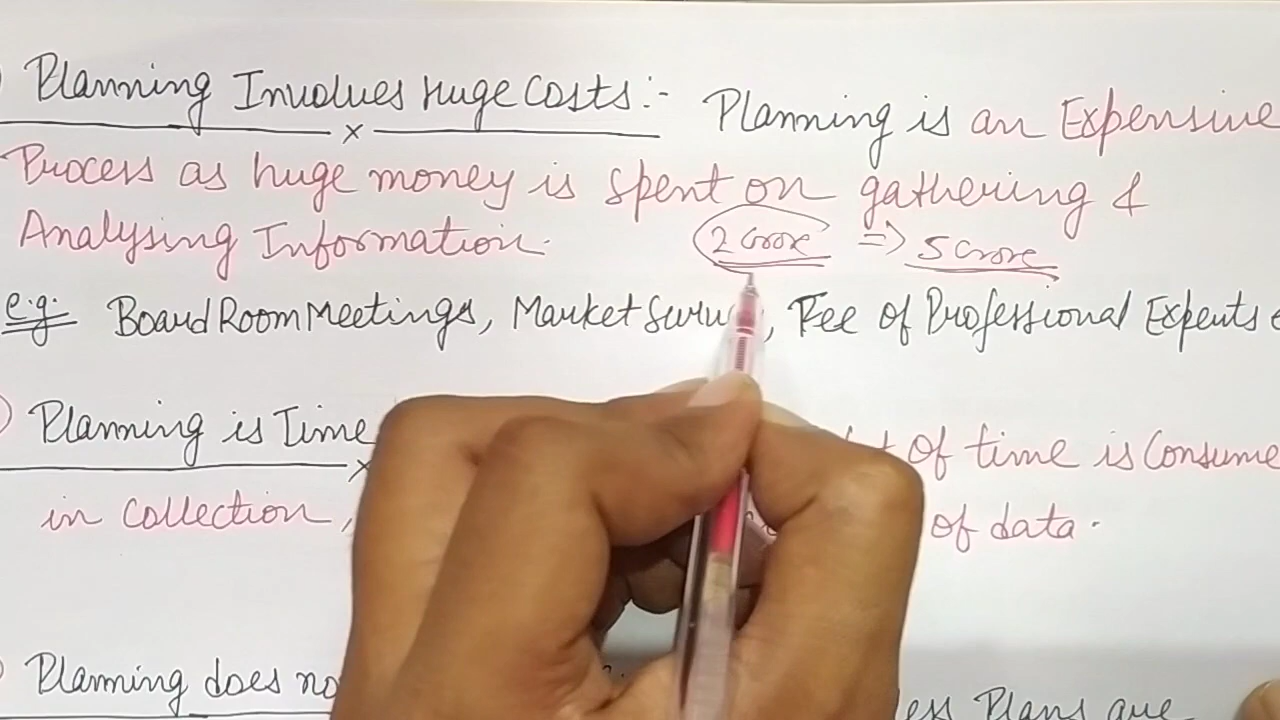 Planning Involves Huge Costs:- Planning is an Expensive
Process as huge money is spent on gathering &
Analysing Information.
2 Crore => 5 Crore
e.g. Board Room Meetings, Market , Fee of Professional Experts
Planning is Time of time is Consume
in collection, of data.
Planning does
Plans are